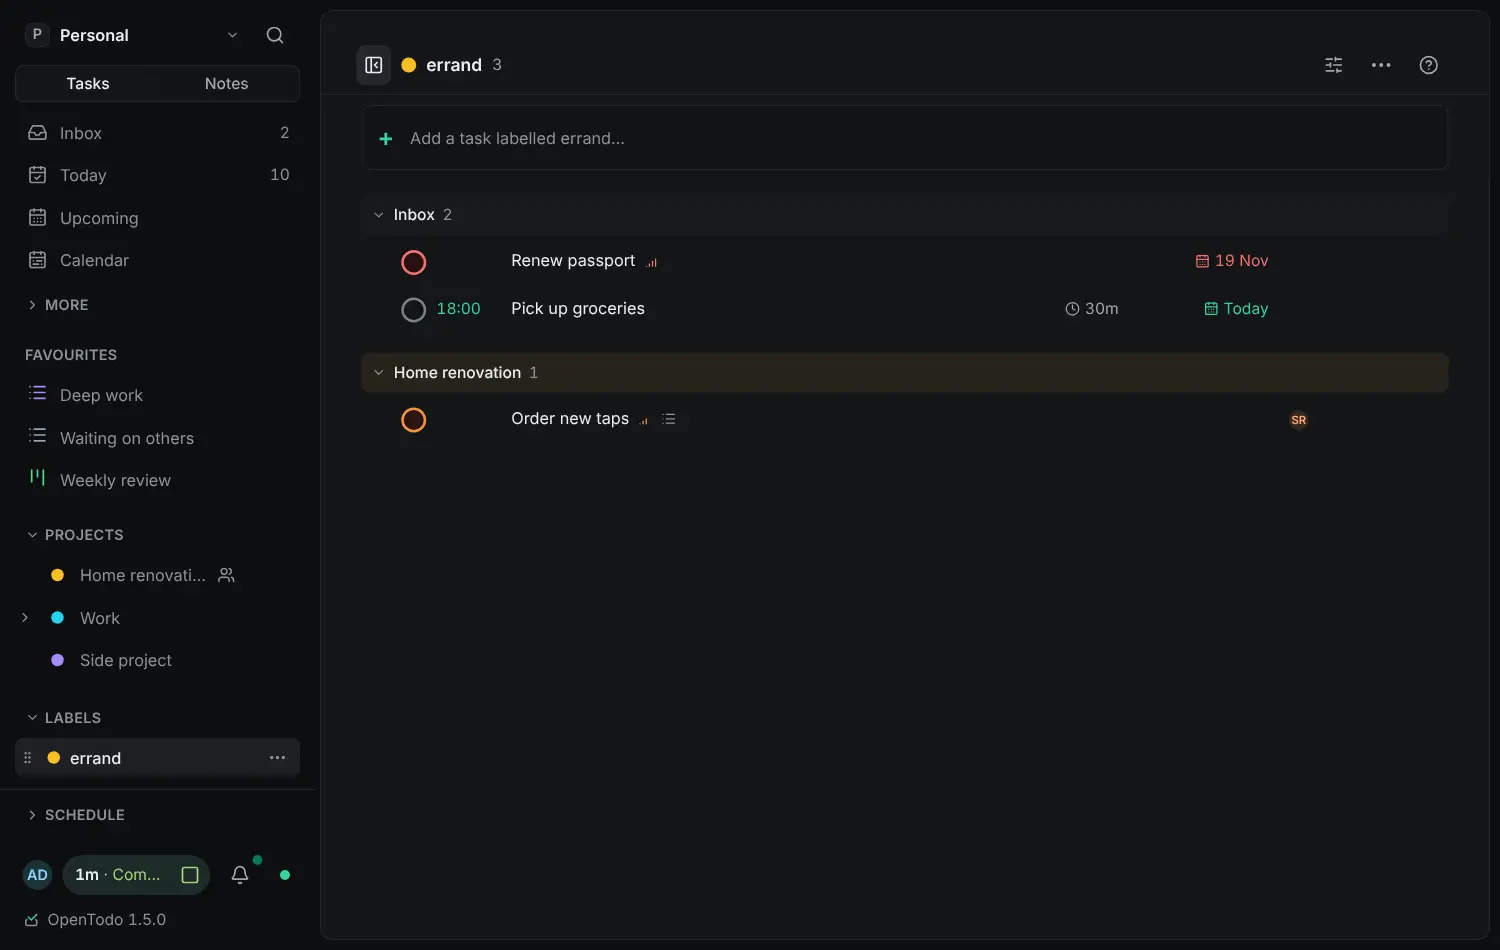 P Personal
Tasks Notes
Inbox 2
Today 10
Upcoming
Calendar
MORE
FAVOURITES
Deep work
Waiting on others
Weekly review
PROJECTS
Home renovati...
Work
Side project
LABELS
errand
SCHEDULE
AD 1m · Com...
OpenTodo 1.5.0
errand 3
Add a task labelled errand...
Inbox 2
Renew passport 19 Nov
18:00 Pick up groceries 30m Today
Home renovation 1
Order new taps SR